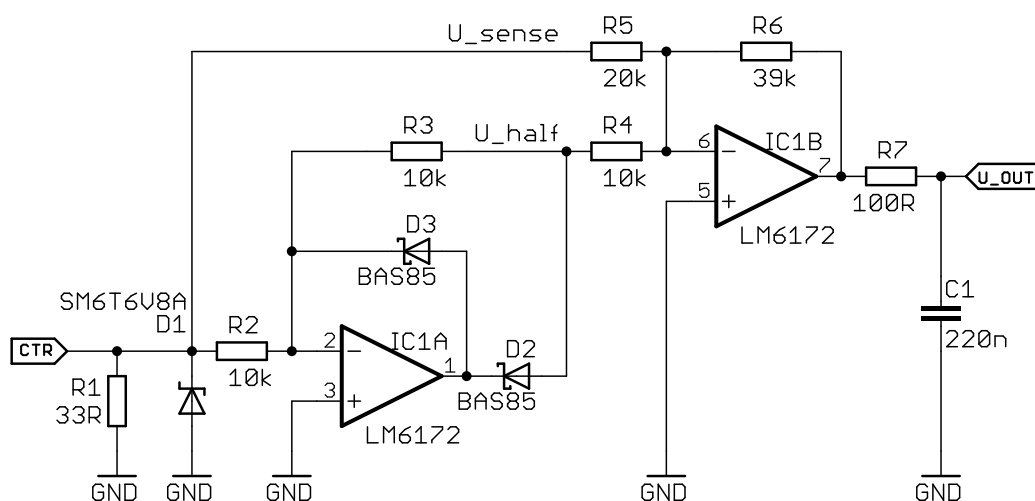 U_sense
R5
20k
R6
39k
R3
10k
U_half
R4
10k
6
5
IC1B
7
LM6172
R7
100R
U_OUT
D3
BAS85
SM6T6V8A
D1
CTR
R1
33R
R2
10k
2
3
IC1A
1
LM6172
D2
BAS85
C1
220n
GND
GND
GND
GND
GND